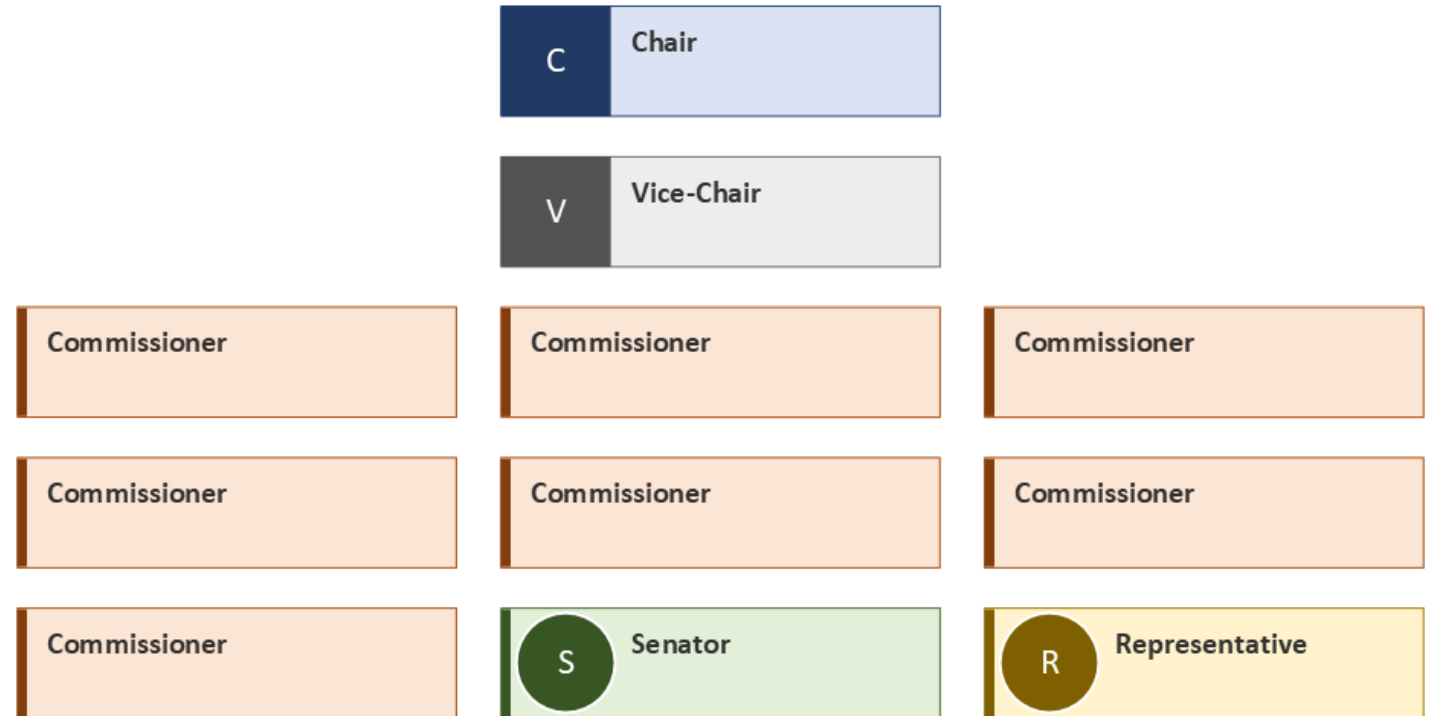 C Chair
V Vice-Chair
Commissioner Commissioner Commissioner
Commissioner Commissioner Commissioner
Commissioner S Senator R Representative